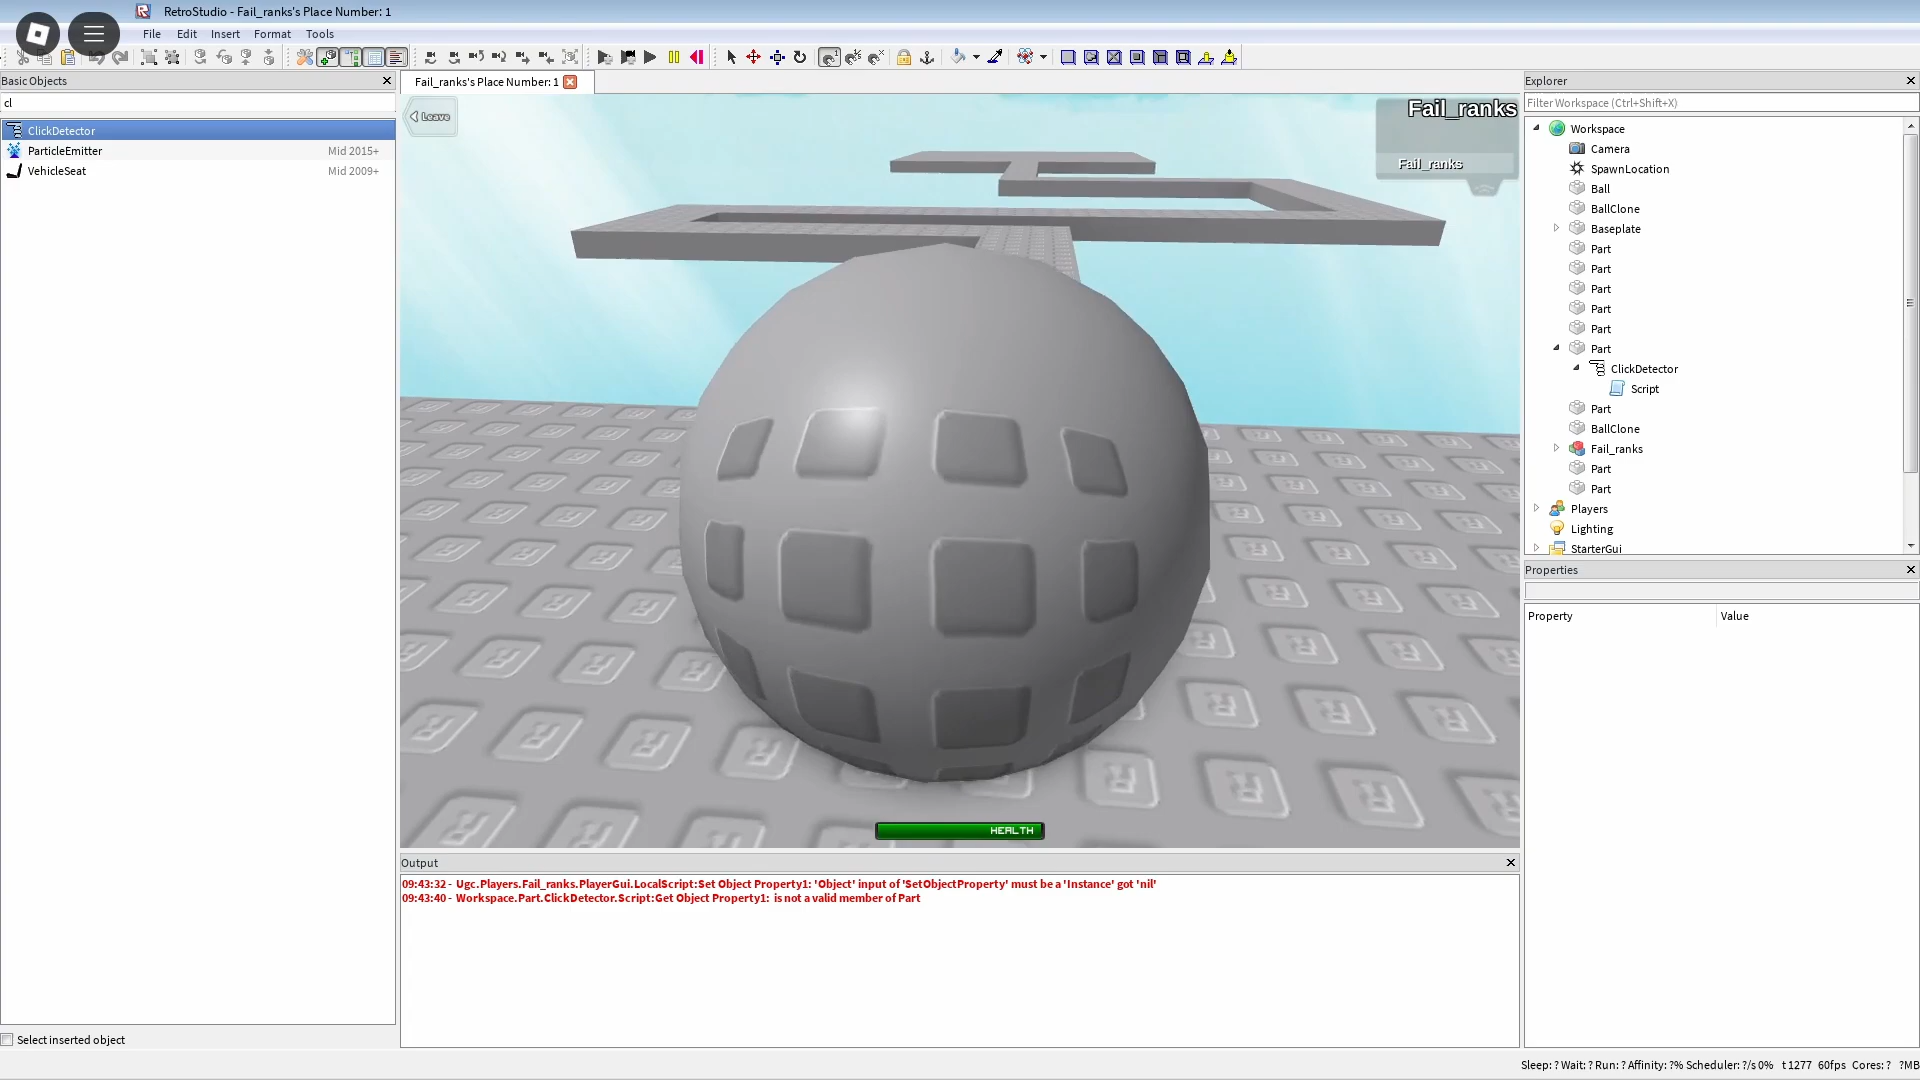 RetroStudio - Fail_ranks's Place Number: 1
File Edit Insert Format Tools
Basic Objects
cl
ClickDetector
ParticleEmitter Mid 2015+
VehicleSeat Mid 2009+
Select inserted object
Fail_ranks's Place Number: 1
Leave
Fail_ranks
Fail_ranks
HEALTH
Output
09:43:32 - Ugc.Players.Fail_ranks.PlayerGui.LocalScript:Set Object Property1: 'Object' input of 'SetObjectProperty' must be a 'Instance' got 'nil'
09:43:40 - Workspace.Part.ClickDetector.Script:Get Object Property1: is not a valid member of Part
Explorer
Filter Workspace (Ctrl+Shift+X)
Workspace
Camera
SpawnLocation
Ball
BallClone
Baseplate
Part
Part
Part
Part
Part
Part
ClickDetector
Script
Part
BallClone
Fail_ranks
Part
Part
Players
Lighting
StarterGui
Properties
Property Value
Sleep: ? Wait: ? Run: ? Affinity: ?% Scheduler: ?/s 0% t 1277 60fps Cores: ? ?MB